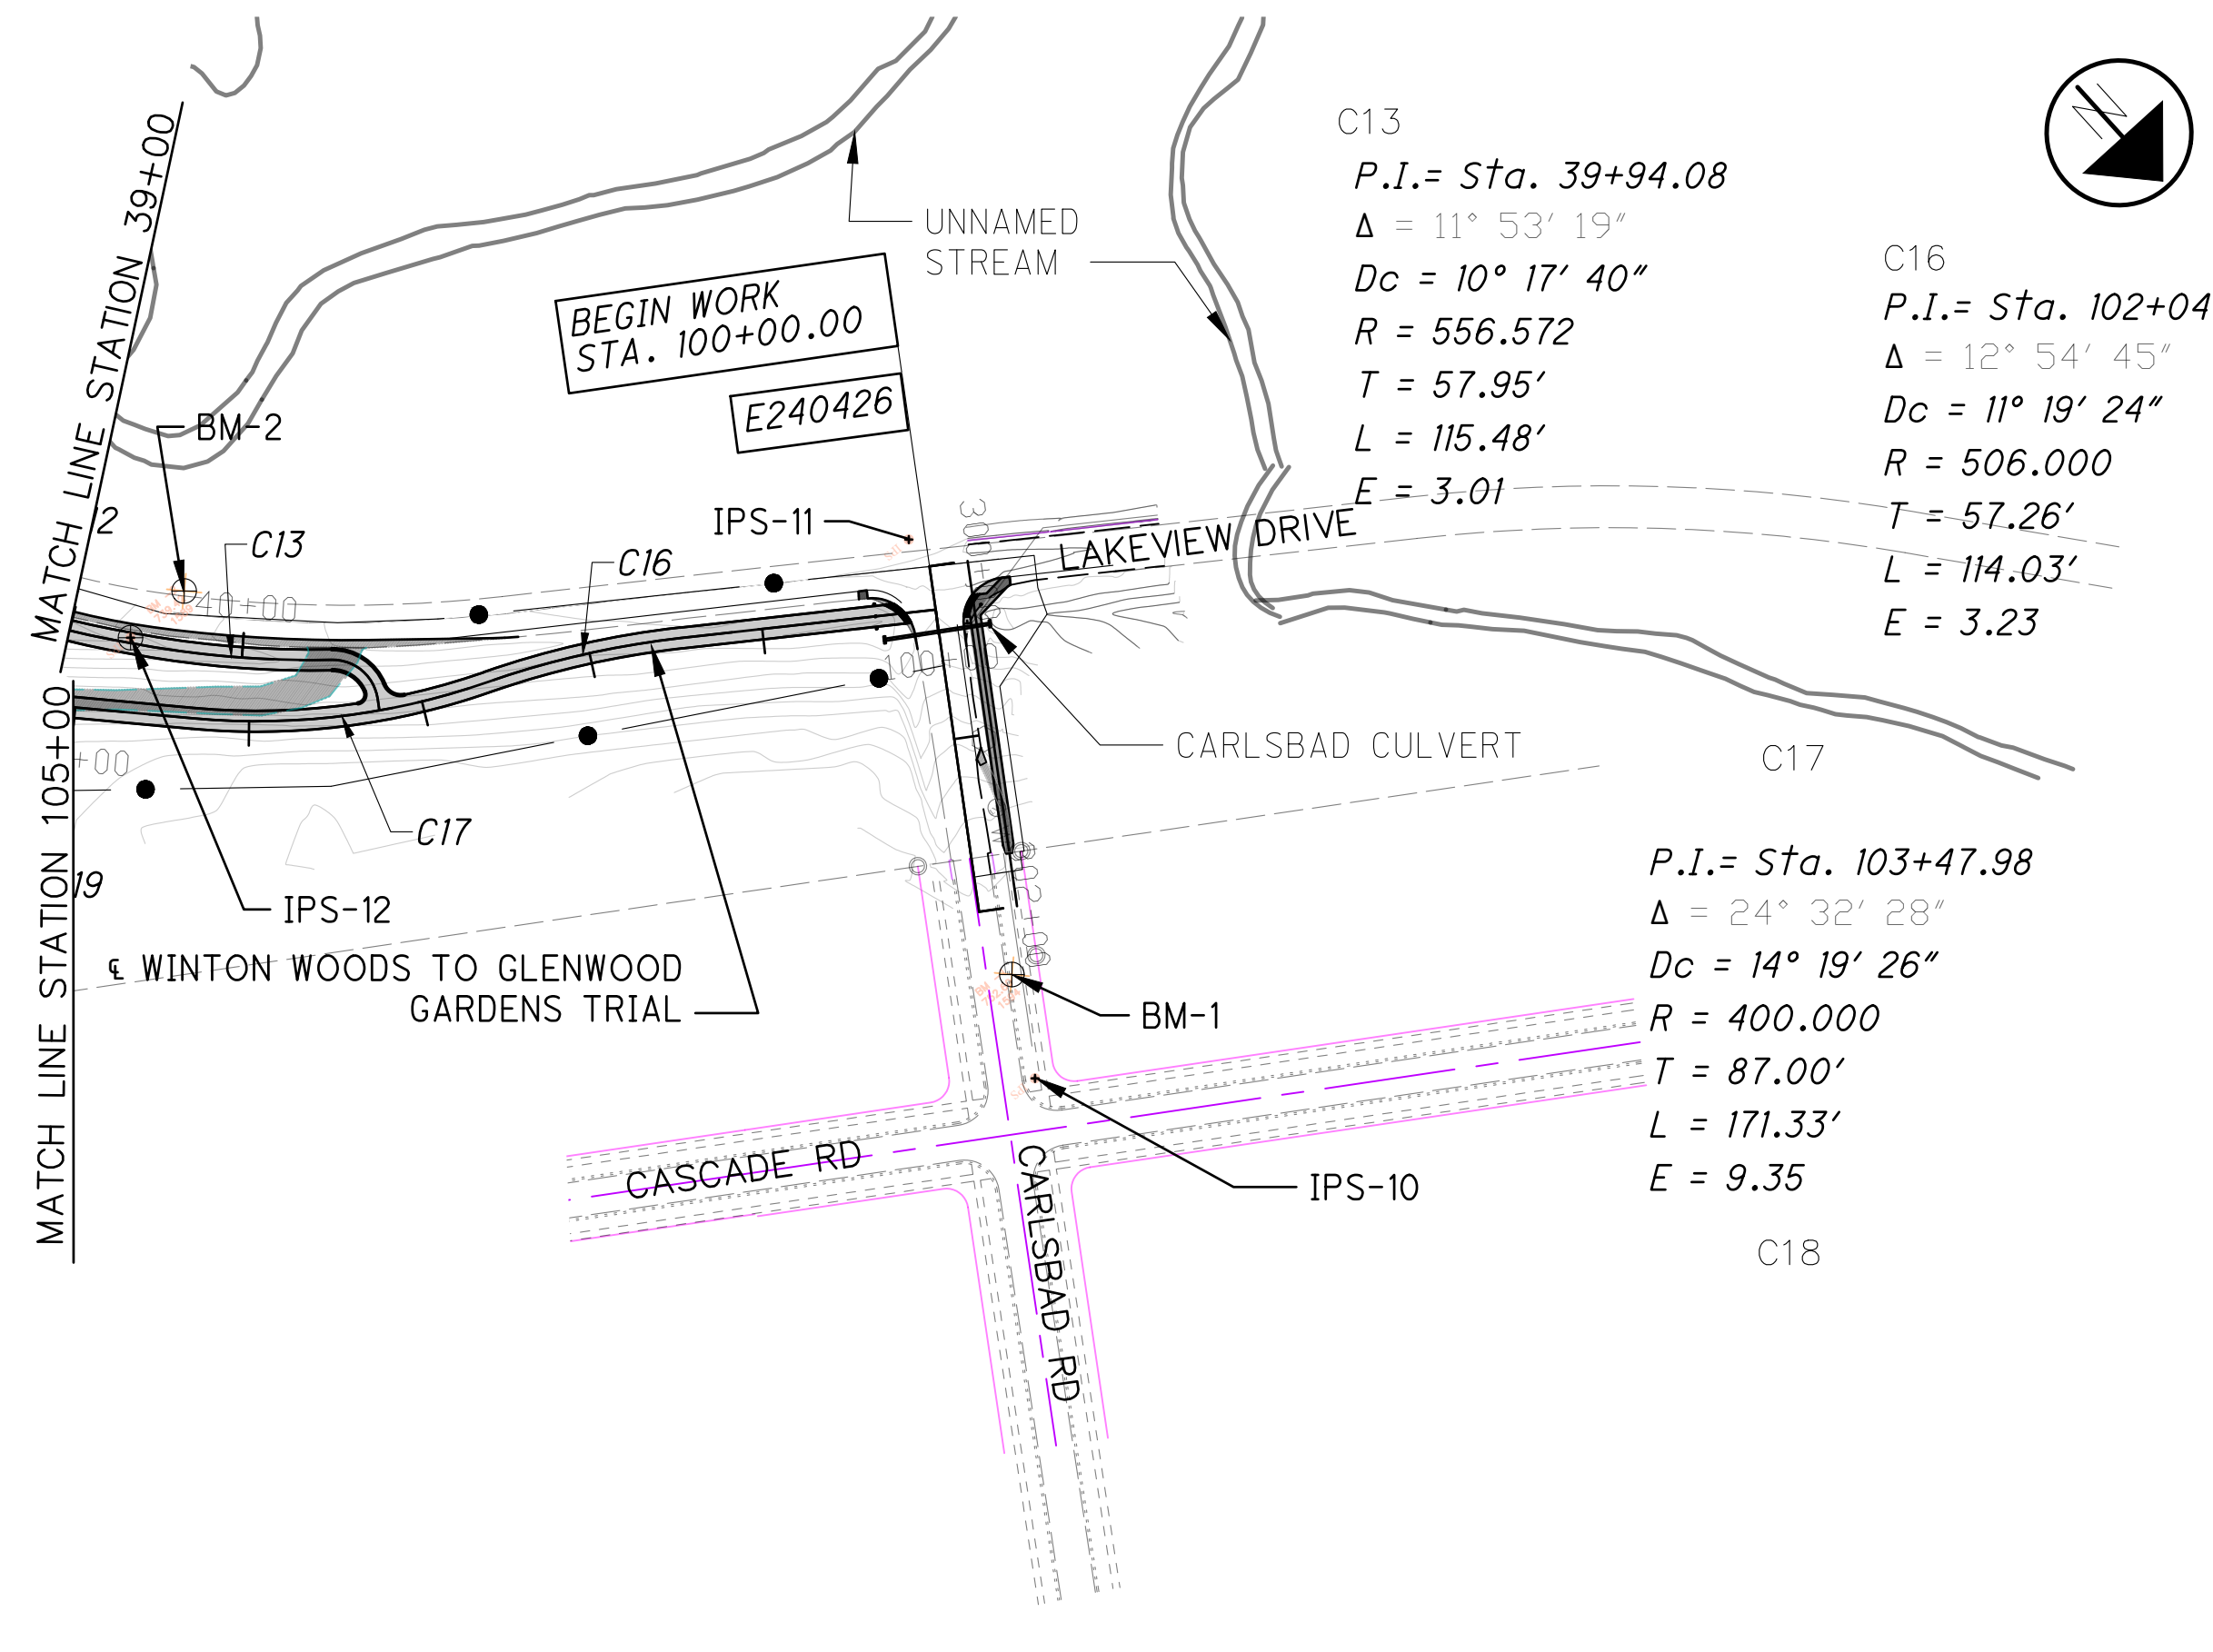 MATCH LINE STATION 39+00
UNNAMED
STREAM
BEGIN WORK
STA. 100+00.00
E240426
BM-2
IPS-11
C13
C16
LAKEVIEW DRIVE
40+00
100+00
CARLSBAD CULVERT
C17
IPS-12
℄ WINTON WOODS TO GLENWOOD
GARDENS TRIAL
MATCH LINE STATION 105+00
+00
12
19
BM-1
IPS-10
CASCADE RD
CARLSBAD RD
N
C13
P.I.= Sta. 39+94.08
Δ = 11° 53′ 19″
Dc = 10° 17′ 40″
R = 556.572
T = 57.95′
L = 115.48′
E = 3.01
C16
P.I.= Sta. 102+04
Δ = 12° 54′ 45″
Dc = 11° 19′ 24″
R = 506.000
T = 57.26′
L = 114.03′
E = 3.23
C17
P.I.= Sta. 103+47.98
Δ = 24° 32′ 28″
Dc = 14° 19′ 26″
R = 400.000
T = 87.00′
L = 171.33′
E = 9.35
C18